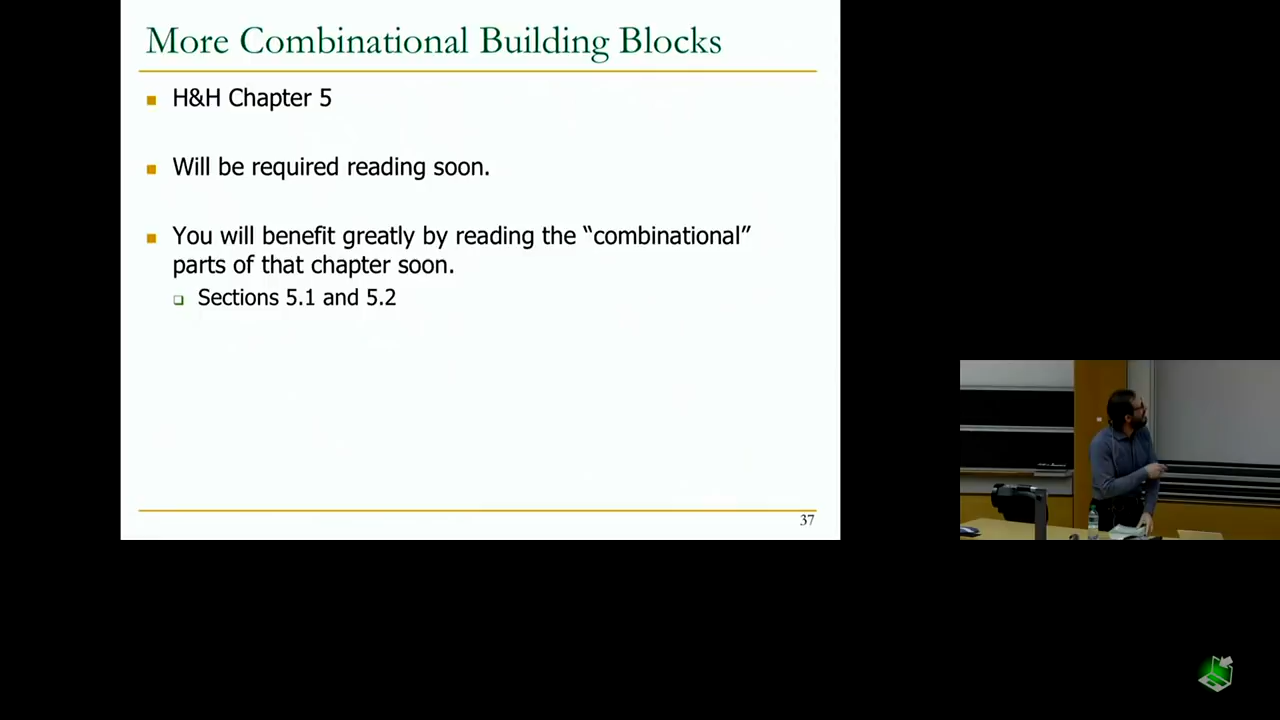 More Combinational Building Blocks
H&H Chapter 5
Will be required reading soon.
You will benefit greatly by reading the “combinational”
parts of that chapter soon.
Sections 5.1 and 5.2
37